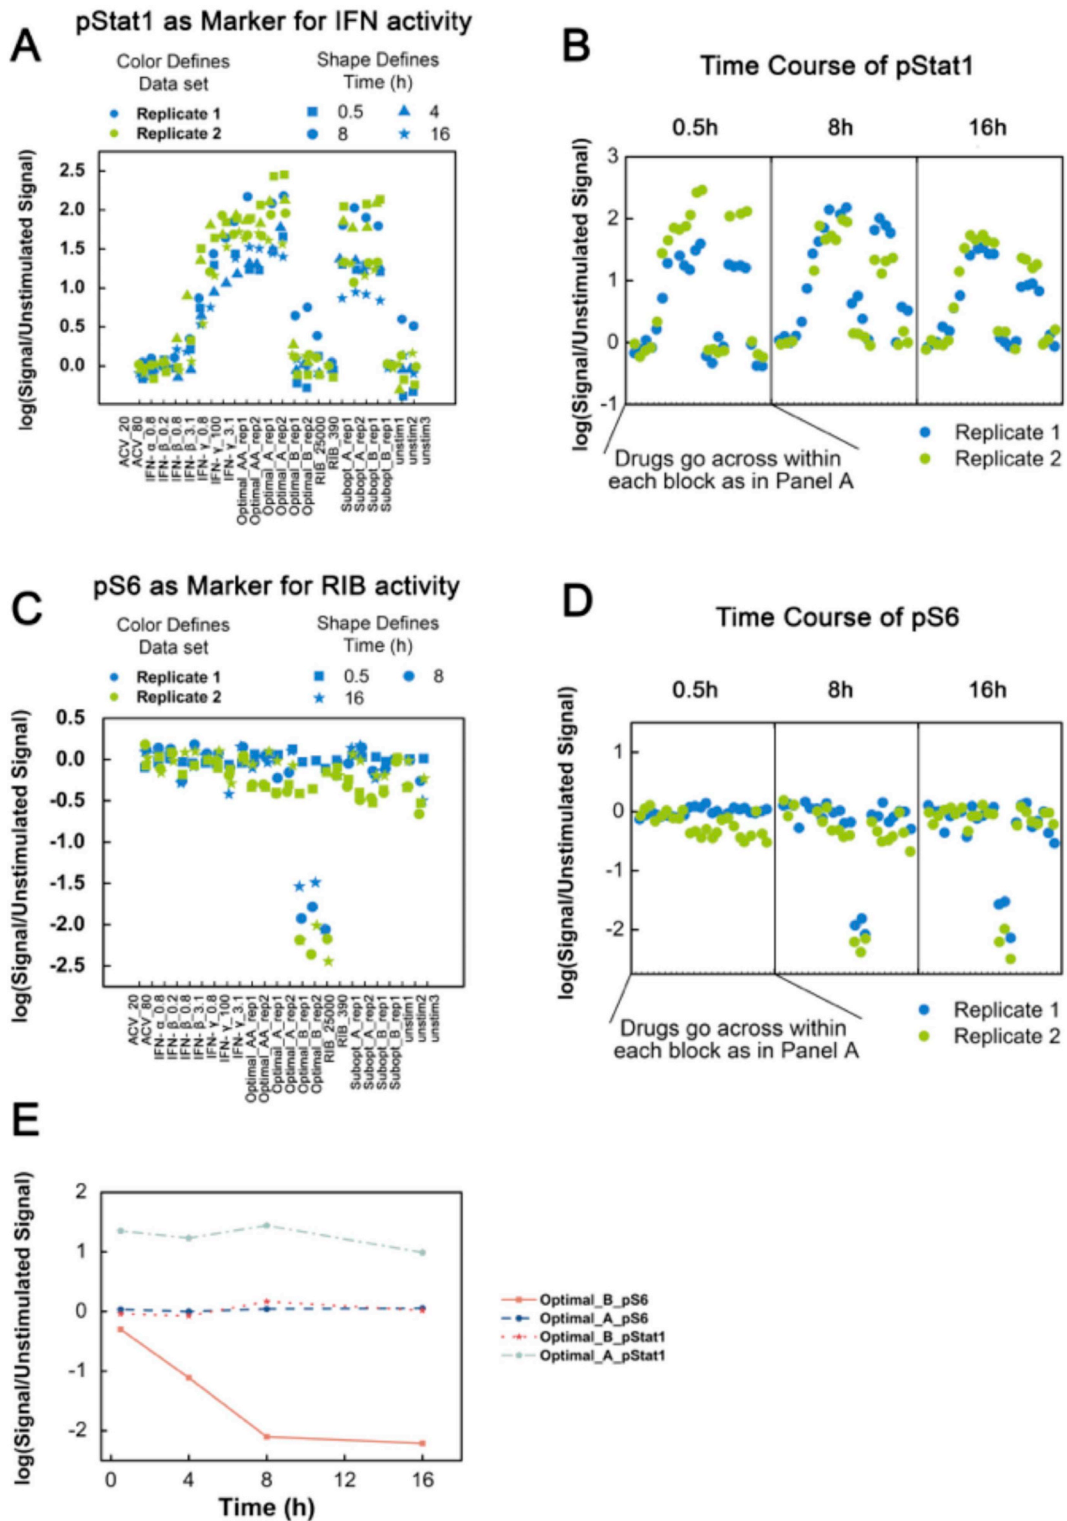 A
pStat1 as Marker for IFN activity
Color Defines
Data set
Shape Defines
Time (h)
Replicate 1
Replicate 2
0.5
4
8
16
log(Signal/Unstimulated Signal)
2.5
2.0
1.5
1.0
0.5
0.0
ACV_20
ACV_80
IFN- α_0.8
IFN- β_0.2
IFN- β_0.8
IFN- β_3.1
IFN- γ_0.8
IFN- γ_100
IFN- γ_3.1
Optimal_AA_rep1
Optimal_AA_rep2
Optimal_A_rep1
Optimal_A_rep2
Optimal_B_rep1
Optimal_B_rep2
RIB_25000
RIB_390
Subopt_A_rep1
Subopt_A_rep2
Subopt_B_rep1
Subopt_B_rep1
unstim1
unstim2
unstim3
B
Time Course of pStat1
0.5h
8h
16h
log(Signal/Unstimulated Signal)
3
2
1
0
-1
Drugs go across within
each block as in Panel A
Replicate 1
Replicate 2
C
pS6 as Marker for RIB activity
Color Defines
Data set
Shape Defines
Time (h)
Replicate 1
Replicate 2
0.5
8
16
log(Signal/Unstimulated Signal)
0.5
0.0
-0.5
-1.0
-1.5
-2.0
-2.5
ACV_20
ACV_80
IFN- α_0.8
IFN- β_0.2
IFN- β_0.8
IFN- β_3.1
IFN- γ_0.8
IFN- γ_100
IFN- γ_3.1
Optimal_AA_rep1
Optimal_AA_rep2
Optimal_A_rep1
Optimal_A_rep2
Optimal_B_rep1
Optimal_B_rep2
RIB_25000
RIB_390
Subopt_A_rep1
Subopt_A_rep2
Subopt_B_rep1
Subopt_B_rep1
unstim1
unstim2
unstim3
D
Time Course of pS6
0.5h
8h
16h
log(Signal/Unstimulated Signal)
1
0
-1
-2
Drugs go across within
each block as in Panel A
Replicate 1
Replicate 2
E
log(Signal/Unstimulated Signal)
2
1
0
-1
-2
0
4
8
12
16
Time (h)
Optimal_B_pS6
Optimal_A_pS6
Optimal_B_pStat1
Optimal_A_pStat1